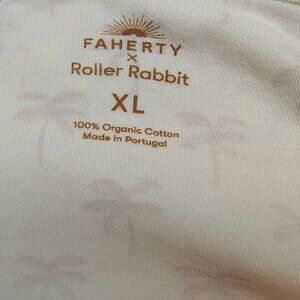 FAHERTY
×
Roller Rabbit
XL
100% Organic Cotton
Made in Portugal